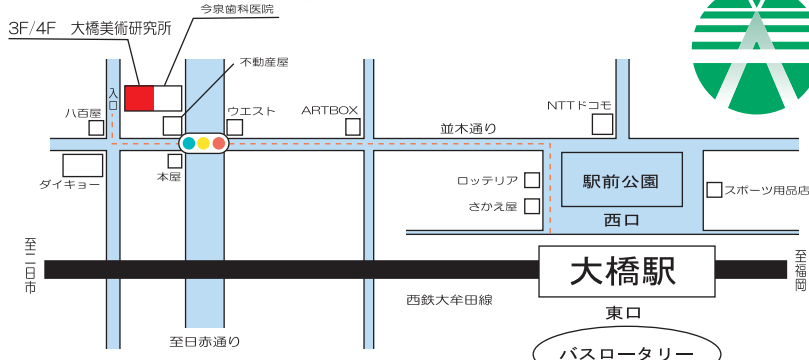 今泉歯科医院
3F/4F 大橋美術研究所
不動産屋
入口
八百屋
ウエスト
ARTBOX
並木通り
NTTドコモ
ダイキョー
本屋
ロッテリア
さかえ屋
駅前公園
スポーツ用品店
西口
至二日市
大橋駅
至福岡
西鉄大牟田線
東口
至日赤通り
バスロータリー